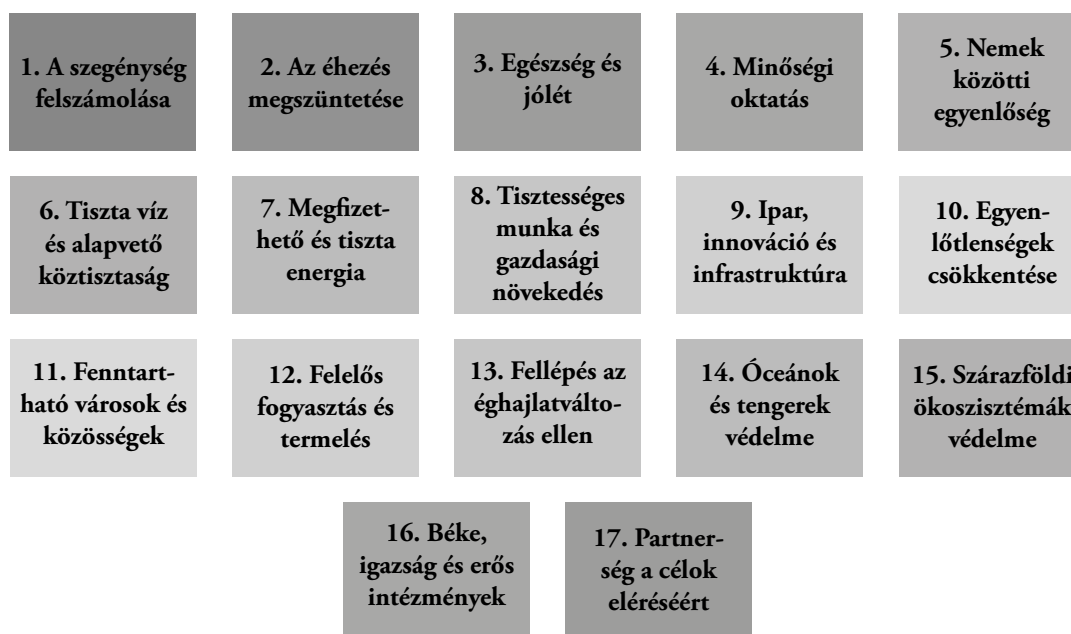 1. A szegénység
felszámolása
2. Az éhezés
megszüntetése
3. Egészség és
jólét
4. Minőségi
oktatás
5. Nemek
közötti
egyenlőség
6. Tiszta víz
és alapvető
köztisztaság
7. Megfizet-
hető és tiszta
energia
8. Tisztességes
munka és
gazdasági
növekedés
9. Ipar,
innováció és
infrastruktúra
10. Egyen-
lőtlenségek
csökkentése
11. Fenntart-
ható városok és
közösségek
12. Felelős
fogyasztás és
termelés
13. Fellépés az
éghajlatválto-
zás ellen
14. Óceánok
és tengerek
védelme
15. Szárazföldi
ökoszisztémák
védelme
16. Béke,
igazság és erős
intézmények
17. Partner-
ség a célok
eléréséért